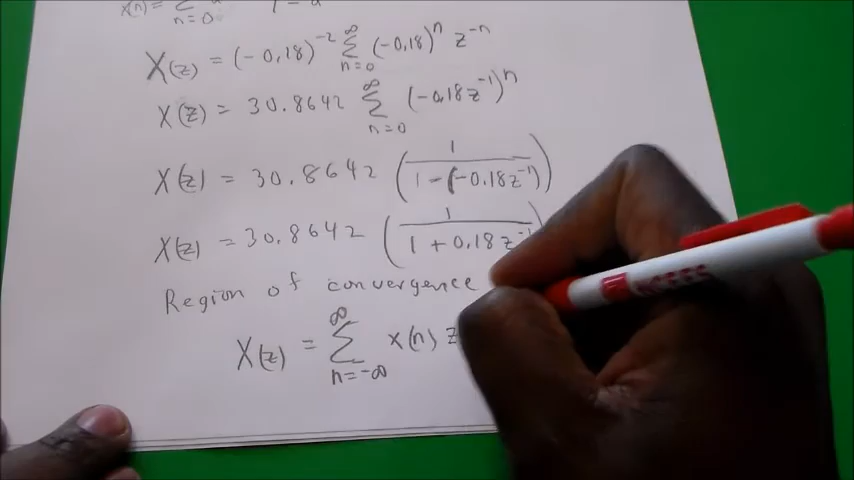 x(n) = Σ n=0
X(z) = (-0,18)^-2 Σ n=0 ∞ (-0,18)^n z^-n
X(z) = 30.8642 Σ n=0 ∞ (-0,18z^-1)^n
X(z) = 30.8642 (1 / 1-(-0.18z^-1))
X(z) = 30.8642 (1 / 1+0.18z^-1
Region of convergence
X(z) = Σ n=-∞ ∞ x(n) z